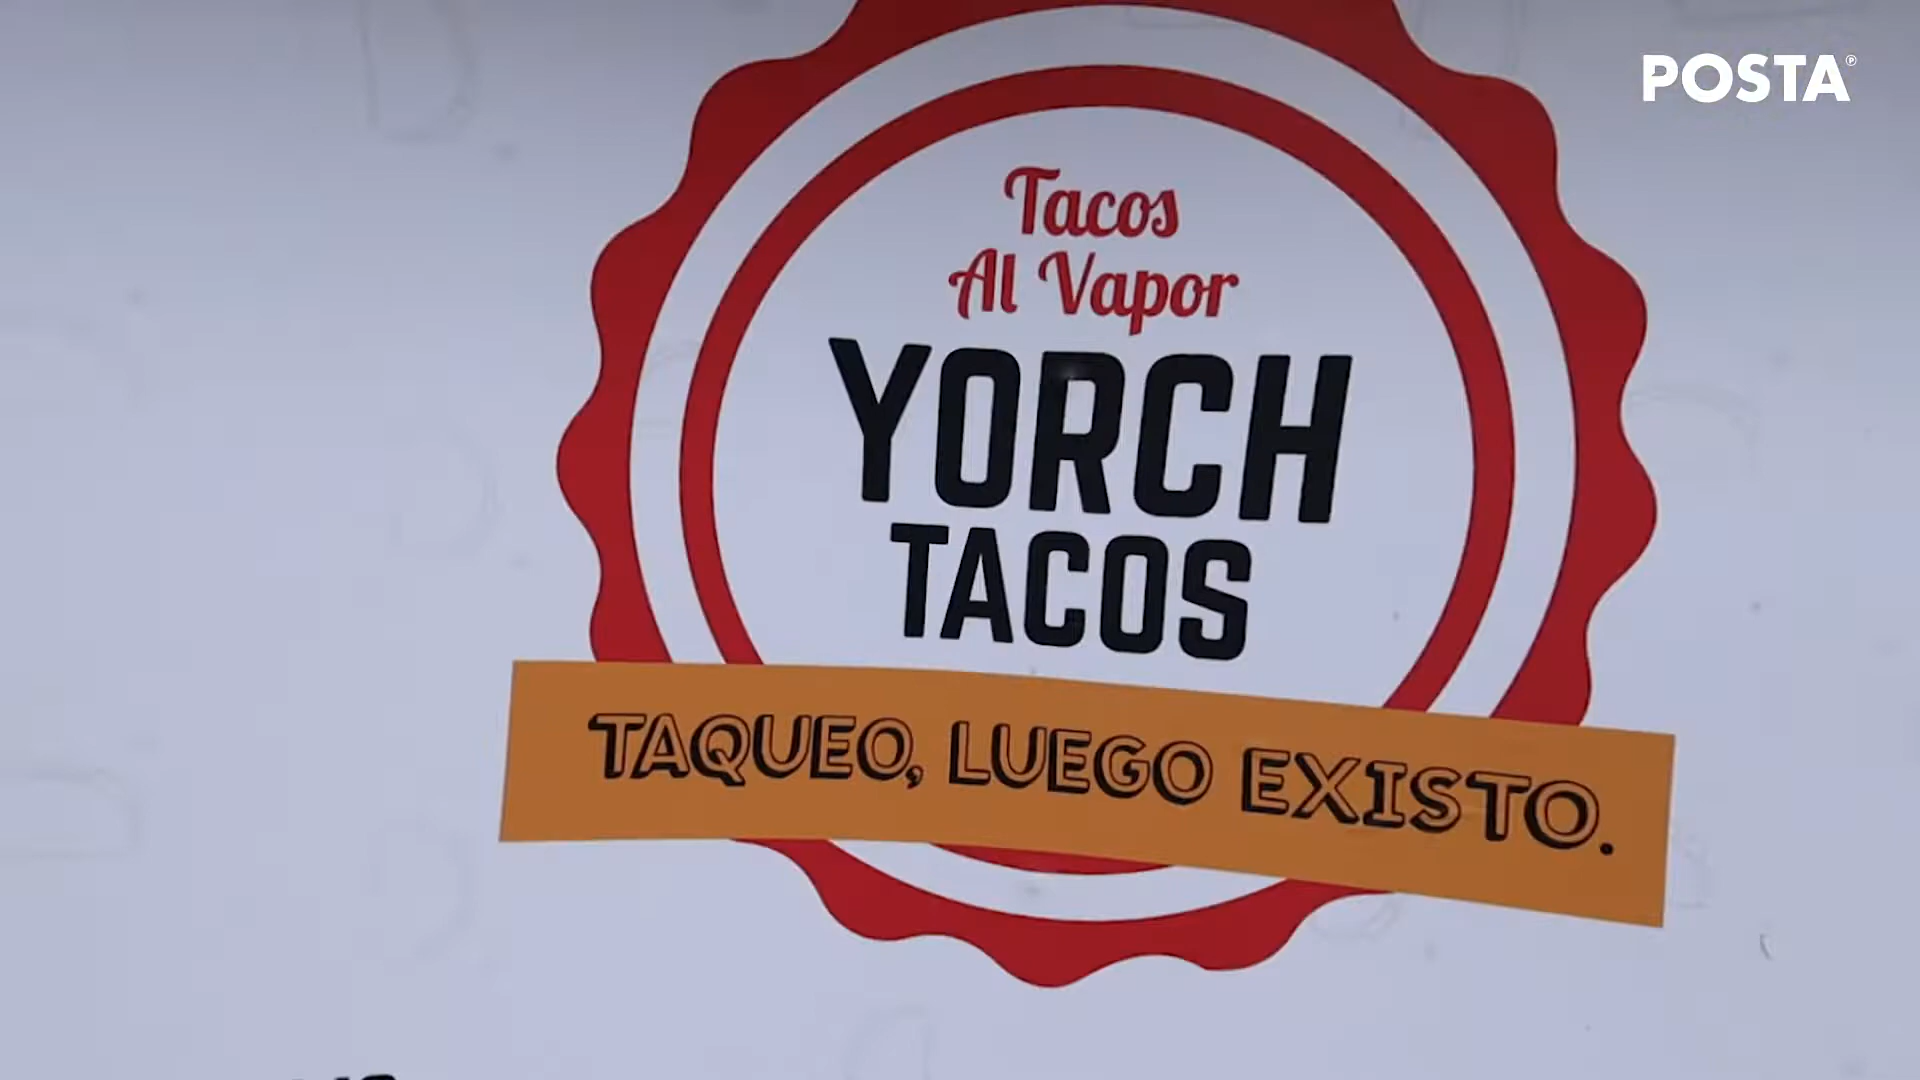 POSTA
Tacos
Al Vapor
YORCH
TACOS
TAQUEO, LUEGO EXISTO.